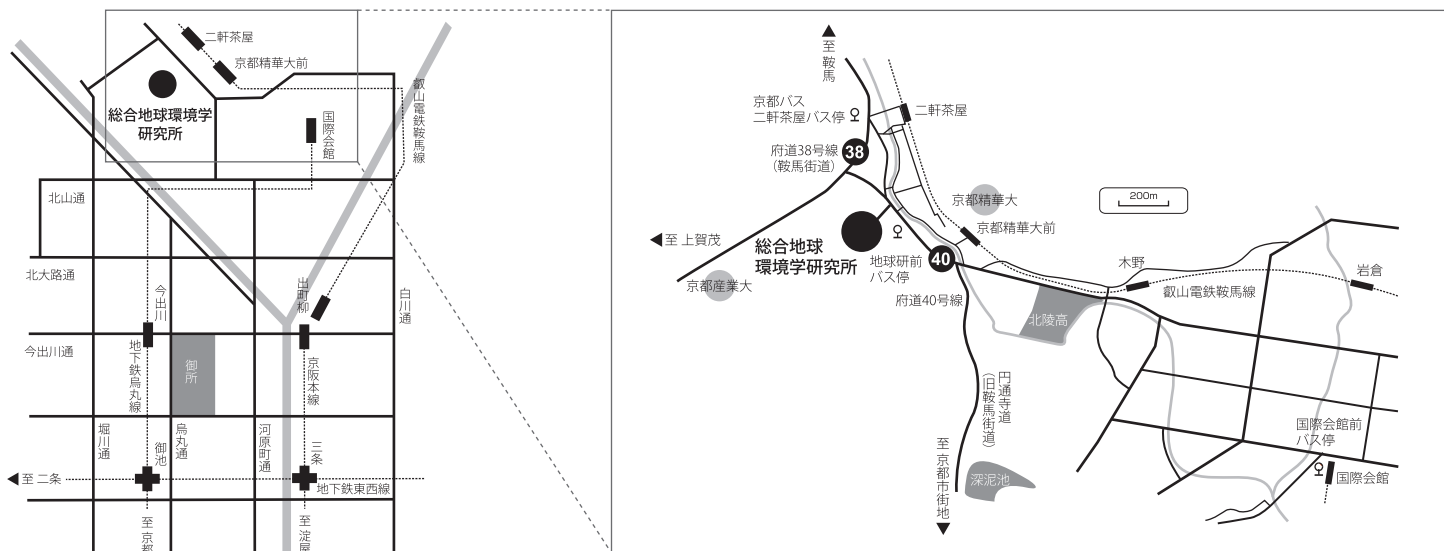 二軒茶屋
京都精華大前
総合地球環境学
研究所
国際会館
叡山電鉄鞍馬線
北山通
北大路通
今出川
出町柳
白川通
今出川通
地下鉄烏丸線
御所
京阪本線
堀川通
御池
烏丸通
河原町通
三条
至 二条
地下鉄東西線
至 京都
至 淀屋
至 鞍馬
京都バス
二軒茶屋バス停
二軒茶屋
府道38号線
(鞍馬街道)
38
京都精華大
200m
京都精華大前
至 上賀茂
総合地球
環境学研究所
地球研前
バス停
40
木野
岩倉
叡山電鉄鞍馬線
京都産業大
府道40号線
北陵高
円通寺道
(旧鞍馬街道)
国際会館前
バス停
至 京都市街地
深泥池
国際会館